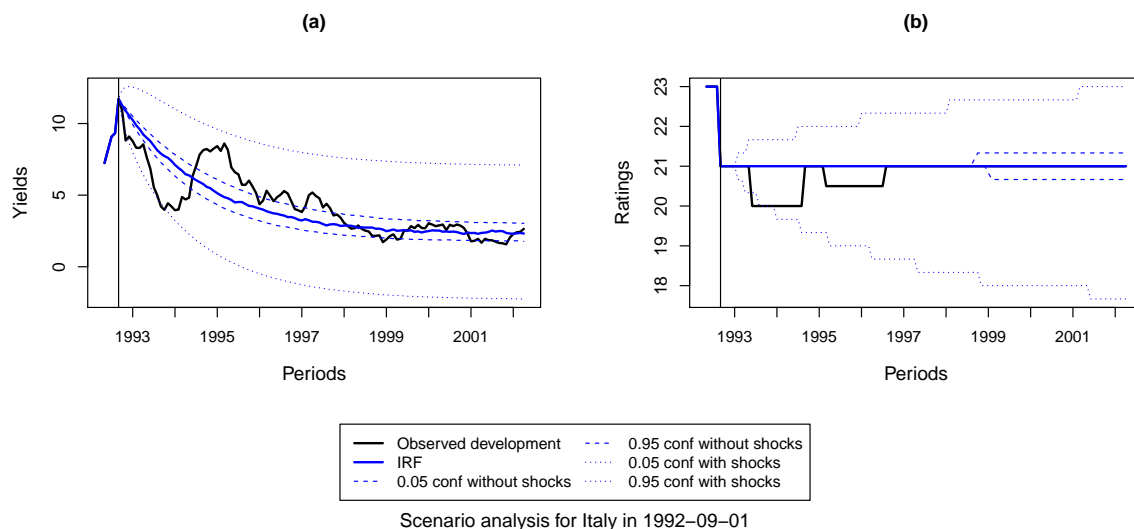 (a)
(b)
Yields
10
5
0
1993
1995
1997
1999
2001
Periods
Ratings
23
22
21
20
19
18
1993
1995
1997
1999
2001
Periods
Observed development
IRF
0.05 conf without shocks
0.95 conf without shocks
0.05 conf with shocks
0.95 conf with shocks
Scenario analysis for Italy in 1992−09−01